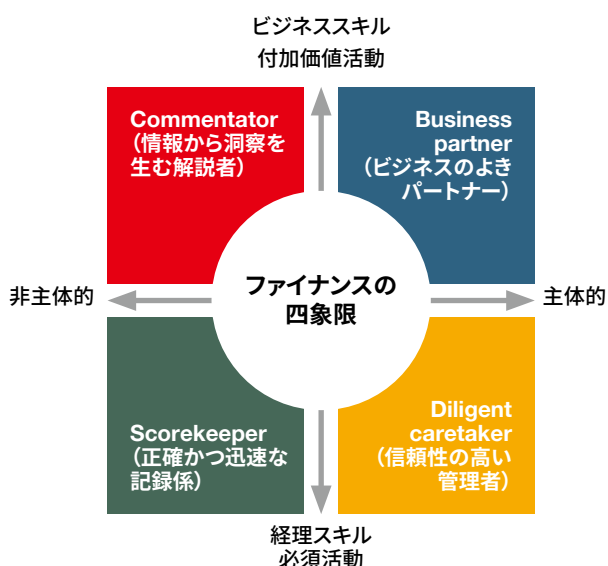 ビジネススキル
付加価値活動
Commentator
（情報から洞察を
生む解説者）
Business
partner
（ビジネスのよき
パートナー）
非主体的
ファイナンスの
四象限
主体的
Scorekeeper
（正確かつ迅速な
記録係）
Diligent
caretaker
（信頼性の高い
管理者）
経理スキル
必須活動